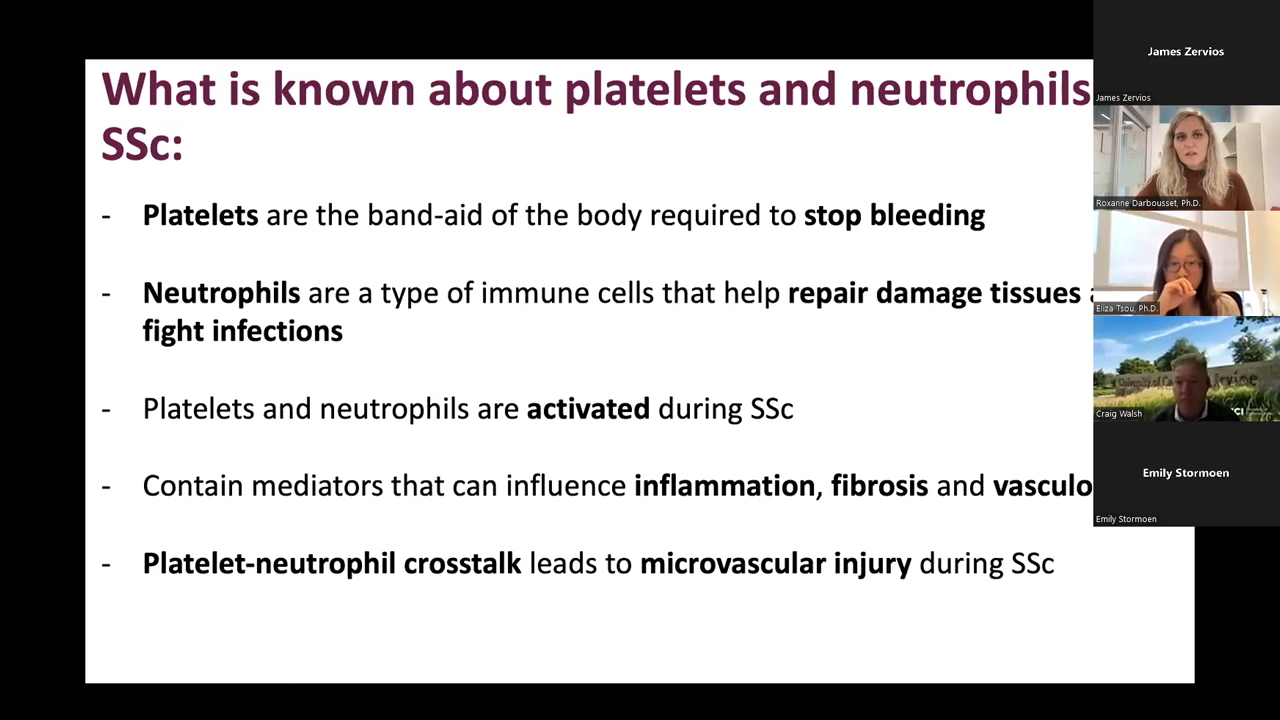 What is known about platelets and neutrophils
SSc:
- Platelets are the band-aid of the body required to stop bleeding
- Neutrophils are a type of immune cells that help repair damage tissues
fight infections
- Platelets and neutrophils are activated during SSc
- Contain mediators that can influence inflammation, fibrosis and vasculo
- Platelet-neutrophil crosstalk leads to microvascular injury during SSc
James Zervios
James Zervios
Roxanne Darbousset, Ph.D.
Eliza Tsou, Ph.D.
Craig Walsh
Emily Stormoen
Emily Stormoen